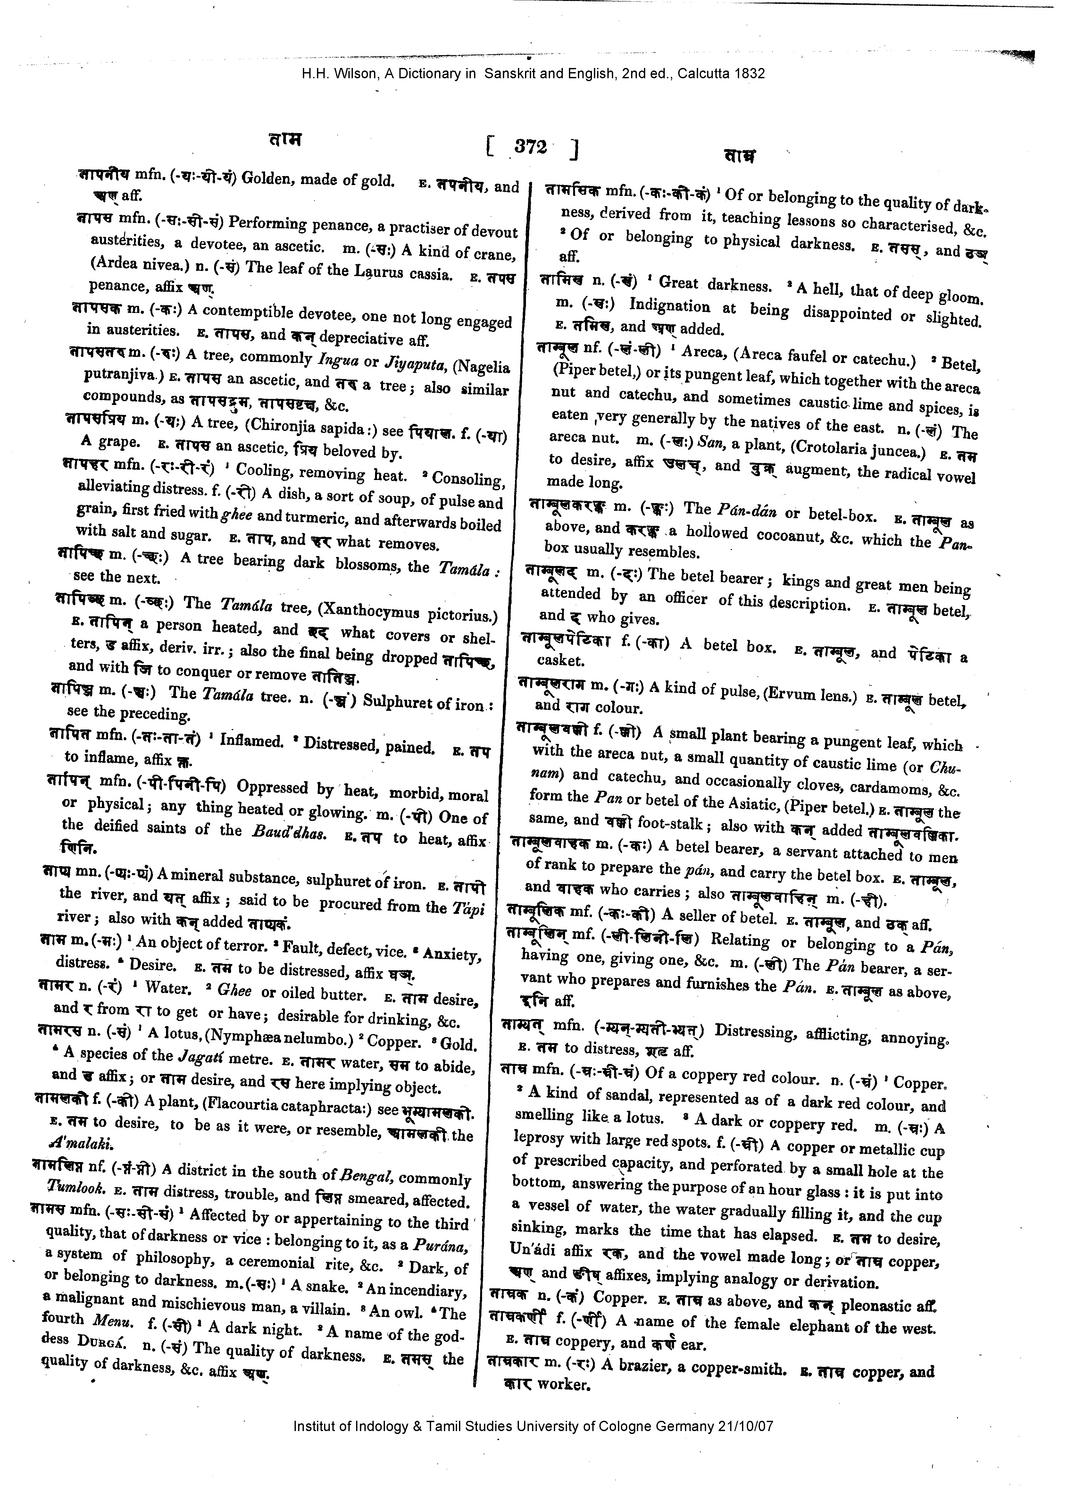 H.H. Wilson, A Dictionary in Sanskrit and English, 2nd ed., Calcutta 1832
ताम
[ 372 ]
ताम्र
तापनीय mfn. (-यः-यी-यं) Golden, made of gold. E. तपनीय, and
अण् aff.
तापस mfn. (-सः-सी-सं) Performing penance, a practiser of devout
austérities, a devotee, an ascetic. m. (-सः) A kind of crane,
(Ardea nivea.) n. (-सं) The leaf of the Laurus cassia. E. तपस
penance, affix अण्.
तापसक m. (-कः) A contemptible devotee, one not long engaged
in austerities. E. तापस, and कन् depreciative aff.
तापसतरु m. (-रुः) A tree, commonly Ingua or Jiyaputa, (Nagelia
putranjiva.) E. तापस an ascetic, and तरु a tree; also similar
compounds, as तापसद्रुम, तापसवृक्ष, &c.
तापसप्रिय m. (-यः) A tree, (Chironjia sapida:) see पियाल. f. (-या)
A grape. E. तापस an ascetic, प्रिय beloved by.
तापहर mfn. (-रः-री-रं) ¹ Cooling, removing heat. ² Consoling,
alleviating distress. f. (-री) A dish, a sort of soup, of pulse and
grain, first fried with ghee and turmeric, and afterwards boiled
with salt and sugar. E. ताप, and हर what removes.
तापिच्छ m. (-च्छः) A tree bearing dark blossoms, the Tamála :
see the next.
तापिच्छ m. (-च्छः) The Tamála tree, (Xanthocymus pictorius.)
E. तापिन् a person heated, and छद what covers or shel-
ters, ड affix, deriv. irr.; also the final being dropped तापिच्छ,
and with जि to conquer or remove तापिञ्ज.
तापिञ्ज m. (-ञ्जः) The Tamála tree. n. (-ञ्जं) Sulphuret of iron :
see the preceding.
तापित mfn. (-तः-ता-तं) ¹ Inflamed. ² Distressed, pained. E. तप
to inflame, affix क्त.
तापिन् mfn. (-पी-पिनी-पि) Oppressed by heat, morbid, moral
or physical; any thing heated or glowing. m. (-पी) One of
the deified saints of the Baud'dhas. E. तप to heat, affix
णिनि.
ताप्य mn. (-प्यः-प्यं) A mineral substance, sulphuret of iron. E. तापी
the river, and यत् affix; said to be procured from the Tápi
river; also with कन् added ताप्यकं.
ताम m. (-मः) ¹ An object of terror. ² Fault, defect, vice. ³ Anxiety,
distress. ⁴ Desire. E. तम to be distressed, affix घञ्.
तामर n. (-रं) ¹ Water. ² Ghee or oiled butter. E. ताम desire,
and र from रा to get or have; desirable for drinking, &c.
तामरस n. (-सं) ¹ A lotus, (Nymphæa nelumbo.) ² Copper. ³ Gold.
⁴ A species of the Jagatí metre. E. तामर water, सस to abide,
and ड affix; or ताम desire, and रस here implying object.
तामलकी f. (-की) A plant, (Flacourtia cataphracta:) see भूम्यामलकी.
E. तम to desire, to be as it were, or resemble, आमलकी the
A'malaki.
तामलिप्त nf. (-प्तं-प्ती) A district in the south of Bengal, commonly
Tumlook. E. ताम distress, trouble, and लिप्त smeared, affected.
तामस mfn. (-सः-सी-सं) ¹ Affected by or appertaining to the third
quality, that of darkness or vice : belonging to it, as a Purána,
a system of philosophy, a ceremonial rite, &c. ² Dark, of
or belonging to darkness. m. (-सः) ¹ A snake. ² An incendiary,
a malignant and mischievous man, a villain. ³ An owl. ⁴ The
fourth Menu. f. (-सी) ¹ A dark night. ² A name of the god-
dess DURGÁ. n. (-सं) The quality of darkness. E. तमस् the
quality of darkness, &c. affix अण्.
तामसिक mfn. (-कः-की-कं) ¹ Of or belonging to the quality of dark-
ness, derived from it, teaching lessons so characterised, &c.
² Of or belonging to physical darkness. E. तमस्, and ठञ्
aff.
तामिस्र n. (-स्रं) ¹ Great darkness. ² A hell, that of deep gloom.
m. (-स्रः) Indignation at being disappointed or slighted.
E. तमिस्र, and अण् added.
ताम्बूल nf. (-लं-ली) ¹ Areca, (Areca faufel or catechu.) ² Betel,
(Piper betel,) or its pungent leaf, which together with the areca
nut and catechu, and sometimes caustic lime and spices, is
eaten very generally by the natives of the east. n. (-लं) The
areca nut. m. (-लः) San, a plant, (Crotolaria juncea.) E. तम
to desire, affix उलच्, and वुक् augment, the radical vowel
made long.
ताम्बूलकरङ्क m. (-ङ्कः) The Pán-dán or betel-box. E. ताम्बूल as
above, and करङ्क a hollowed cocoanut, &c. which the Pan-
box usually resembles.
ताम्बूलद m. (-दः) The betel bearer; kings and great men being
attended by an officer of this description. E. ताम्बूल betel,
and द who gives.
ताम्बूलपेटिका f. (-का) A betel box. E. ताम्बूल, and पेटिका a
casket.
ताम्बूलराग m. (-गः) A kind of pulse, (Ervum lens.) E. ताम्बूल betel,
and राग colour.
ताम्बूलवल्ली f. (-ल्ली) A small plant bearing a pungent leaf, which
with the areca nut, a small quantity of caustic lime (or Chu-
nam) and catechu, and occasionally cloves, cardamoms, &c.
form the Pan or betel of the Asiatic, (Piper betel.) E. ताम्बूल the
same, and वल्ली foot-stalk; also with कन् added ताम्बूलवल्लिका.
ताम्बूलवाहक m. (-कः) A betel bearer, a servant attached to men
of rank to prepare the pán, and carry the betel box. E. ताम्बूल,
and वाहक who carries; also ताम्बूलवाहिन् m. (-ही).
ताम्बूलिक mf. (-कः-की) A seller of betel. E. ताम्बूल, and ठक् aff.
ताम्बूलिन् mf. (-ली-लिनी-लि) Relating or belonging to a Pán,
having one, giving one, &c. m. (-ली) The Pán bearer, a ser-
vant who prepares and furnishes the Pán. E. ताम्बूल as above,
इनि aff.
ताम्यत् mfn. (-म्यन्-म्यती-म्यत्) Distressing, afflicting, annoying.
E. तम to distress, शतृ aff.
ताम्र mfn. (-म्रः-म्री-म्रं) Of a coppery red colour. n. (-म्रं) ¹ Copper.
² A kind of sandal, represented as of a dark red colour, and
smelling like a lotus. ³ A dark or coppery red. m. (-म्रः) A
leprosy with large red spots. f. (-म्री) A copper or metallic cup
of prescribed capacity, and perforated by a small hole at the
bottom, answering the purpose of an hour glass : it is put into
a vessel of water, the water gradually filling it, and the cup
sinking, marks the time that has elapsed. E. तम to desire,
Un'ádi affix रक्, and the vowel made long; or ताम्र copper,
अण् and ङीष् affixes, implying analogy or derivation.
ताम्रक n. (-कं) Copper. E. ताम्र as above, and कन् pleonastic aff.
ताम्रकर्णी f. (-र्णी) A name of the female elephant of the west.
E. ताम्र coppery, and कर्ण ear.
ताम्रकार m. (-रः) A brazier, a copper-smith. E. ताम्र copper, and
कार worker.
Institut of Indology & Tamil Studies University of Cologne Germany 21/10/07